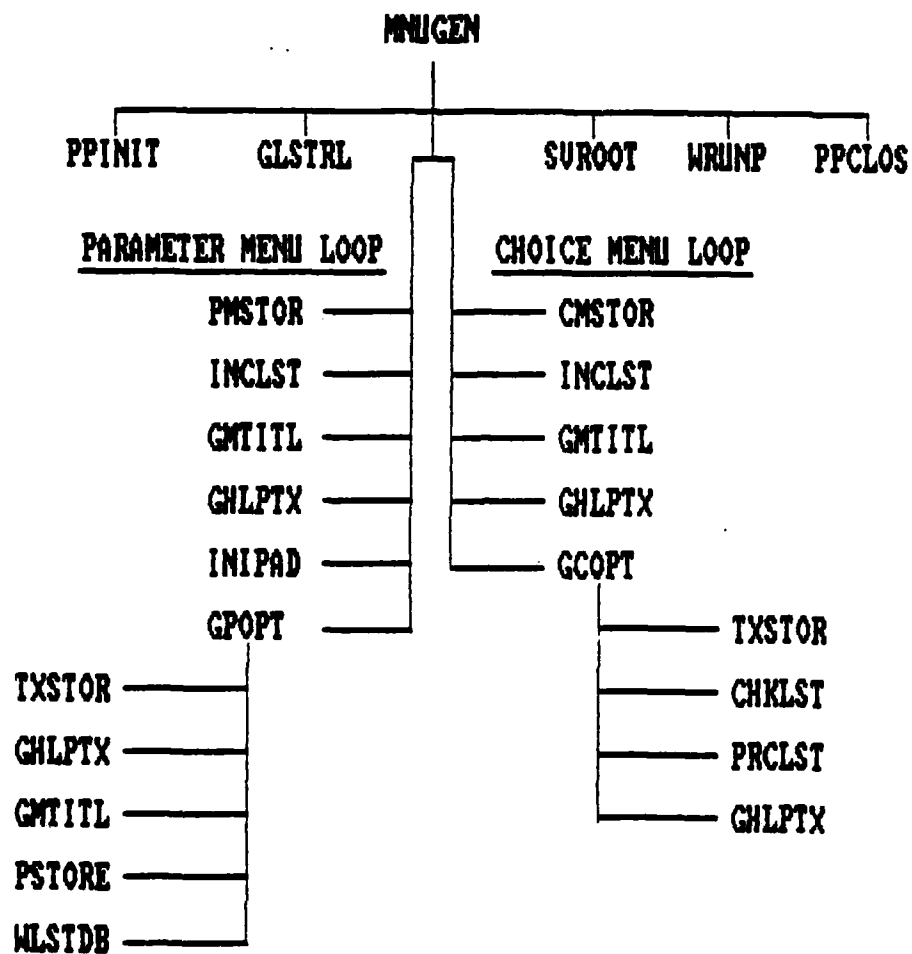 MNUGEN
PPINIT GLSTRL SVROOT WRUNP PPCLOS
PARAMETER MENU LOOP CHOICE MENU LOOP
PMSTOR CMSTOR
INCLST INCLST
GMTITL GMTITL
GHLPTX GHLPTX
INIPAD GCOPT
GPOPT TXSTOR
TXSTOR CHKLST
GHLPTX PRCLST
GMTITL GHLPTX
PSTORE
WLSTDB